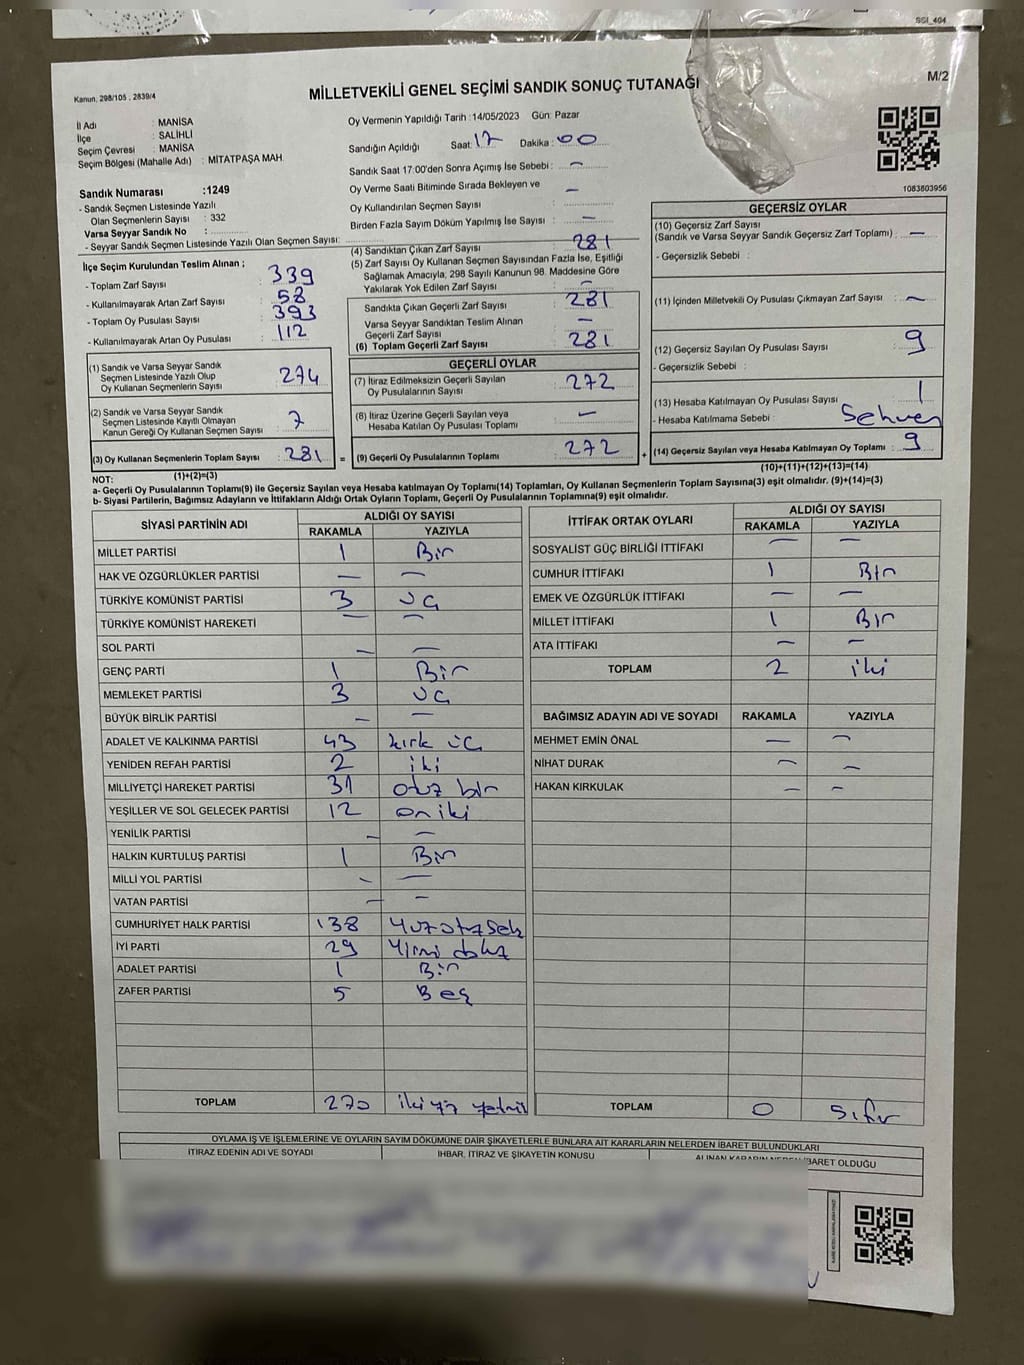 SSI_404
M/2
Kanun; 298/105 , 2839/4
MİLLETVEKİLİ GENEL SEÇİMİ SANDIK SONUÇ TUTANAĞI
İl Adı : MANİSA
İlçe : SALİHLİ
Seçim Çevresi : MANİSA
Seçim Bölgesi (Mahalle Adı) : MİTATPAŞA MAH.
Sandık Numarası :1249
- Sandık Seçmen Listesinde Yazılı
Olan Seçmenlerin Sayısı : 332
Varsa Seyyar Sandık No :
- Seyyar Sandık Seçmen Listesinde Yazılı Olan Seçmen Sayısı:
Oy Vermenin Yapıldığı Tarih :14/05/2023 Gün: Pazar
Sandığın Açıldığı Saat: 17 Dakika: 00
Sandık Saat 17:00'den Sonra Açımış İse Sebebi : -
Oy Verme Saati Bitiminde Sırada Bekleyen ve
Oy Kullandırılan Seçmen Sayısı : -
Birden Fazla Sayım Döküm Yapılmış İse Sayısı : -
1083803956
İlçe Seçim Kurulundan Teslim Alınan ;
- Toplam Zarf Sayısı : 339
- Kullanılmayarak Artan Zarf Sayısı : 58
- Toplam Oy Pusulası Sayısı : 393
- Kullanılmayarak Artan Oy Pusulası : 112
(1) Sandık ve Varsa Seyyar Sandık
Seçmen Listesinde Yazılı Olup
Oy Kullanan Seçmenlerin Sayısı : 274
(2) Sandık ve Varsa Seyyar Sandık
Seçmen Listesinde Kayıtlı Olmayan
Kanun Gereği Oy Kullanan Seçmen Sayısı : 7
(3) Oy Kullanan Seçmenlerin Toplam Sayısı : 281 =
(1)+(2)=(3)
(4) Sandıktan Çıkan Zarf Sayısı : 281
(5) Zarf Sayısı Oy Kullanan Seçmen Sayısından Fazla İse, Eşitliği
Sağlamak Amacıyla, 298 Sayılı Kanunun 98. Maddesine Göre
Yakılarak Yok Edilen Zarf Sayısı : -
Sandıkta Çıkan Geçerli Zarf Sayısı : 281
Varsa Seyyar Sandıktan Teslim Alınan
Geçerli Zarf Sayısı : -
(6) Toplam Geçerli Zarf Sayısı : 281
GEÇERLİ OYLAR
(7) İtiraz Edilmeksizin Geçerli Sayılan
Oy Pusulalarının Sayısı : 272
(8) İtiraz Üzerine Geçerli Sayılan veya
Hesaba Katılan Oy Pusulası Toplamı : -
(9) Geçerli Oy Pusulalarının Toplamı : 272 +
GEÇERSİZ OYLAR
(10) Geçersiz Zarf Sayısı
(Sandık ve Varsa Seyyar Sandık Geçersiz Zarf Toplamı) : -
- Geçersizlik Sebebi :
(11) İçinden Milletvekili Oy Pusulası Çıkmayan Zarf Sayısı : -
(12) Geçersiz Sayılan Oy Pusulası Sayısı : 9
- Geçersizlik Sebebi :
(13) Hesaba Katılmayan Oy Pusulası Sayısı : 1
- Hesaba Katılmama Sebebi : Sehven
(14) Geçersiz Sayılan veya Hesaba Katılmayan Oy Toplamı : 9
(10)+(11)+(12)+(13)=(14)
NOT:
a- Geçerli Oy Pusulalarının Toplamı(9) ile Geçersiz Sayılan veya Hesaba katılmayan Oy Toplamı(14) Toplamları, Oy Kullanan Seçmenlerin Toplam Sayısına(3) eşit olmalıdır. (9)+(14)=(3)
b- Siyasi Partilerin, Bağımsız Adayların ve İttifakların Aldığı Ortak Oyların Toplamı, Geçerli Oy Pusulalarının Toplamına(9) eşit olmalıdır.
SİYASİ PARTİNİN ADI ALDIĞI OY SAYISI
RAKAMLA YAZIYLA
MİLLET PARTİSİ 1 Bir
HAK VE ÖZGÜRLÜKLER PARTİSİ - -
TÜRKİYE KOMÜNİST PARTİSİ 3 üç
TÜRKİYE KOMÜNİST HAREKETİ - -
SOL PARTİ - -
GENÇ PARTİ 1 Bir
MEMLEKET PARTİSİ 3 üç
BÜYÜK BİRLİK PARTİSİ - -
ADALET VE KALKINMA PARTİSİ 43 kırk üç
YENİDEN REFAH PARTİSİ 2 iki
MİLLİYETÇİ HAREKET PARTİSİ 31 otuz bir
YEŞİLLER VE SOL GELECEK PARTİSİ 12 on iki
YENİLİK PARTİSİ - -
HALKIN KURTULUŞ PARTİSİ 1 Bir
MİLLİ YOL PARTİSİ - -
VATAN PARTİSİ - -
CUMHURİYET HALK PARTİSİ 138 yüz otuz sek
İYİ PARTİ 29 yirmi dokuz
ADALET PARTİSİ 1 Bir
ZAFER PARTİSİ 5 Beş
TOPLAM 270 iki yüz yetmiş
İTTİFAK ORTAK OYLARI ALDIĞI OY SAYISI
RAKAMLA YAZIYLA
SOSYALİST GÜÇ BİRLİĞİ İTTİFAKI - -
CUMHUR İTTİFAKI 1 Bir
EMEK VE ÖZGÜRLÜK İTTİFAKI - -
MİLLET İTTİFAKI 1 Bir
ATA İTTİFAKI - -
TOPLAM 2 iki
BAĞIMSIZ ADAYIN ADI VE SOYADI RAKAMLA YAZIYLA
MEHMET EMİN ÖNAL - -
NİHAT DURAK - -
HAKAN KIRKULAK - -
TOPLAM 0 Sıfır
OYLAMA İŞ VE İŞLEMLERİNE VE OYLARIN SAYIM DÖKÜMÜNE DAİR ŞİKAYETLERLE BUNLARA AİT KARARLARIN NELERDEN İBARET BULUNDUKLARI
İTİRAZ EDENİN ADI VE SOYADI İHBAR, İTİRAZ VE ŞİKAYETİN KONUSU ALINAN KARARIN NEDEN İBARET OLDUĞU